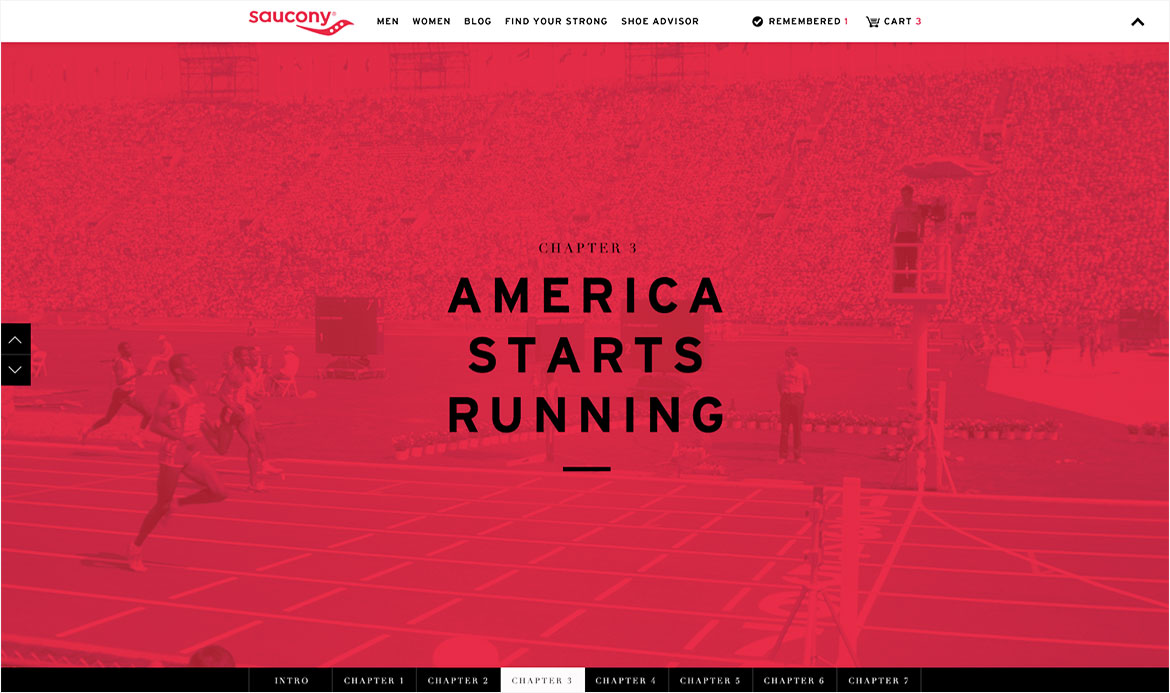 saucony® MEN WOMEN BLOG FIND YOUR STRONG SHOE ADVISOR REMEMBERED 1 CART 3
CHAPTER 3
AMERICA
STARTS
RUNNING
INTRO CHAPTER 1 CHAPTER 2 CHAPTER 3 CHAPTER 4 CHAPTER 5 CHAPTER 6 CHAPTER 7